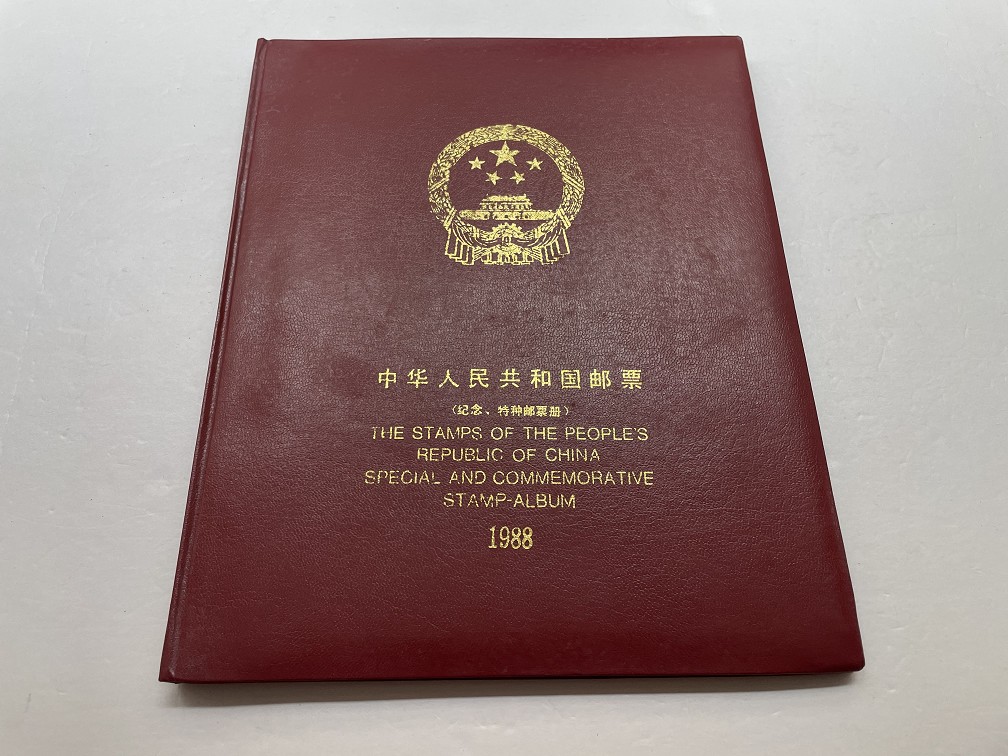 中华人民共和国邮票
（纪念、特种邮票册）
THE STAMPS OF THE PEOPLE'S
REPUBLIC OF CHINA
SPECIAL AND COMMEMORATIVE
STAMP-ALBUM
1988